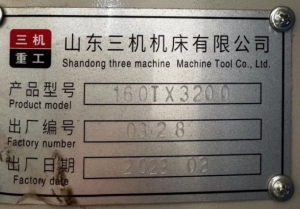 三机
重工
山东三机机床有限公司
Shandong three machine Machine Tool Co., Ltd.
产品型号
Product model
160TX3200
出厂编号
Factory number
0328
出厂日期
Factory date
2023 02